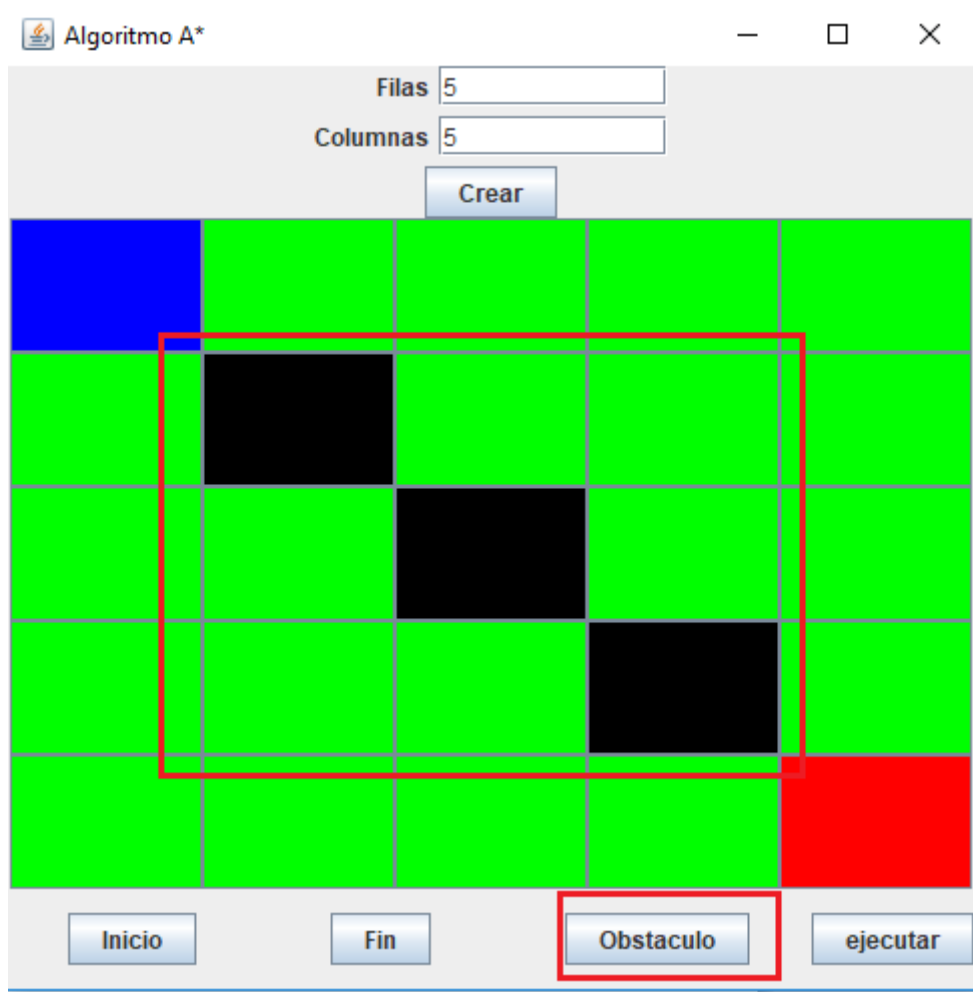 Algoritmo A*
Filas 5
Columnas 5
Crear
Inicio Fin Obstaculo ejecutar